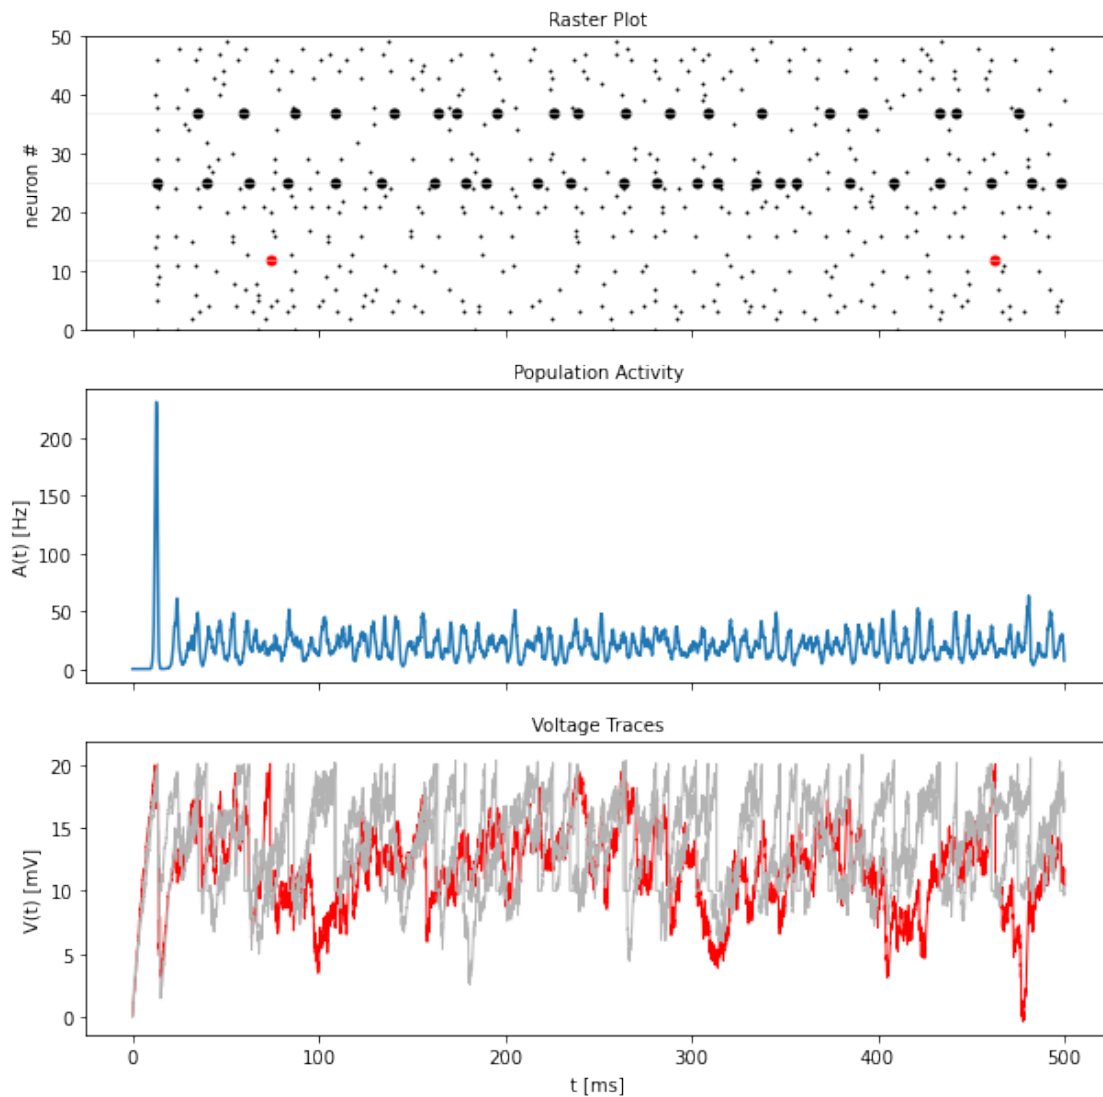 Raster Plot
50
40
30
20
10
0
neuron #
Population Activity
200
150
100
50
0
A(t) [Hz]
Voltage Traces
20
15
10
5
0
V(t) [mV]
0 100 200 300 400 500
t [ms]